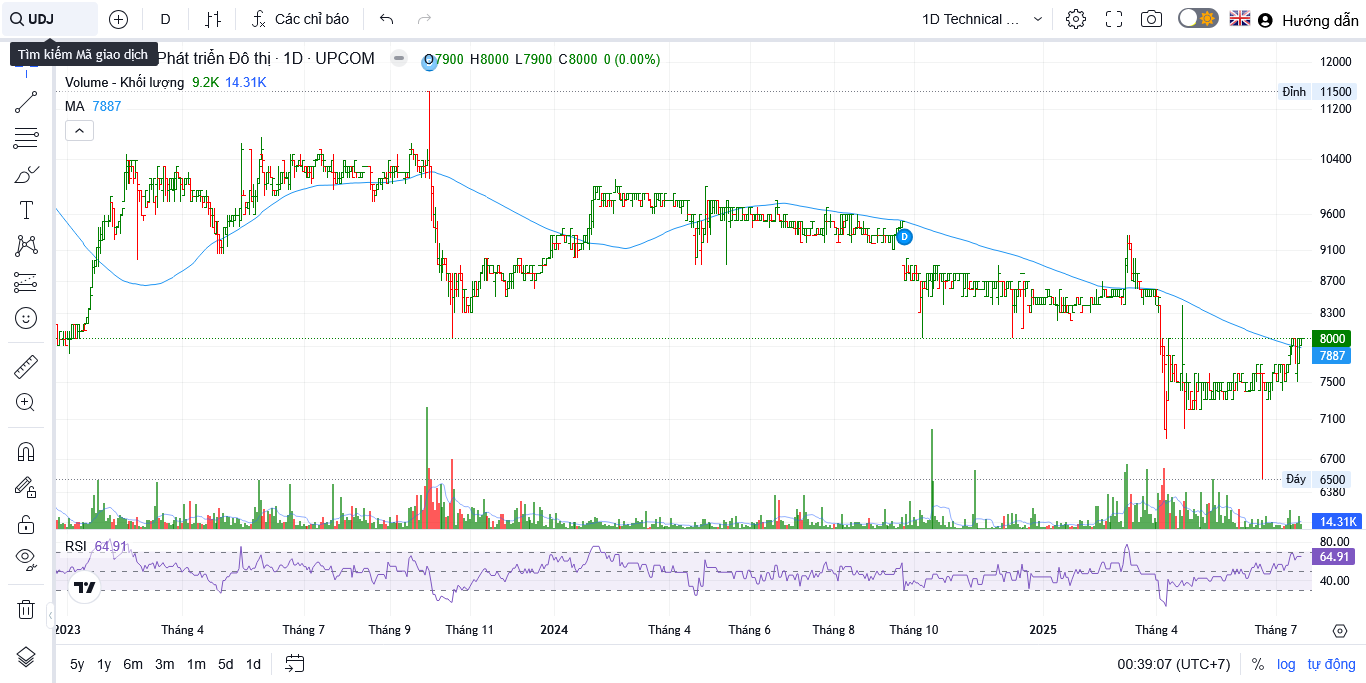 UDJ
D
Các chỉ báo
1D Technical ...
Hướng dẫn
Tìm kiếm Mã giao dịch
Phát triển Đô thị · 1D · UPCOM
O7900 H8000 L7900 C8000 0 (0.00%)
Volume - Khối lượng 9.2K 14.31K
MA 7887
12000
Đỉnh 11500
11200
10400
9600
D
9100
8700
8300
8000
7887
7500
7100
6700
Đáy 6500
6380
14.31K
RSI 64.91
80.00
64.91
40.00
2023 Tháng 4 Tháng 7 Tháng 9 Tháng 11 2024 Tháng 4 Tháng 6 Tháng 8 Tháng 10 2025 Tháng 4 Tháng 7
5y 1y 6m 3m 1m 5d 1d
00:39:07 (UTC+7) % log tự động